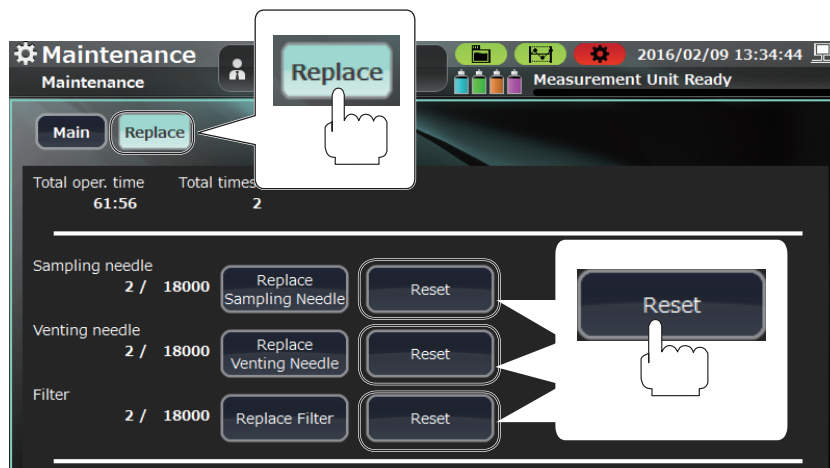 Maintenance
2016/02/09 13:34:44
Maintenance
Measurement Unit Ready
Replace
Main
Replace
Total oper. time
Total times
61:56
2
Sampling needle
2 / 18000
Replace
Sampling Needle
Reset
Venting needle
2 / 18000
Replace
Venting Needle
Reset
Filter
2 / 18000
Replace Filter
Reset
Reset